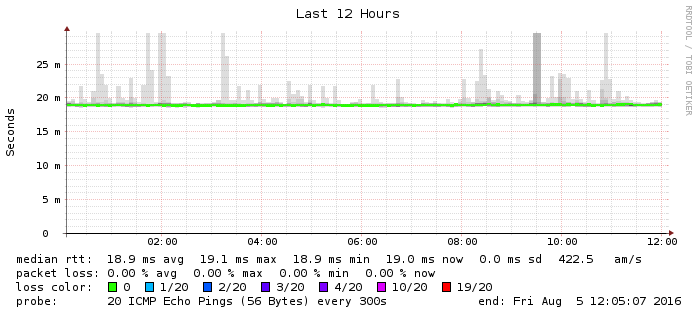 Last 12 Hours
RRDTOOL / TOBI OETIKER
Seconds
25 m
20 m
15 m
10 m
5 m
0
02:00 04:00 06:00 08:00 10:00 12:00
median rtt: 18.9 ms avg 19.1 ms max 18.9 ms min 19.0 ms now 0.0 ms sd 422.5 am/s
packet loss: 0.00 % avg 0.00 % max 0.00 % min 0.00 % now
loss color: 0 1/20 2/20 3/20 4/20 10/20 19/20
probe: 20 ICMP Echo Pings (56 Bytes) every 300s end: Fri Aug 5 12:05:07 2016